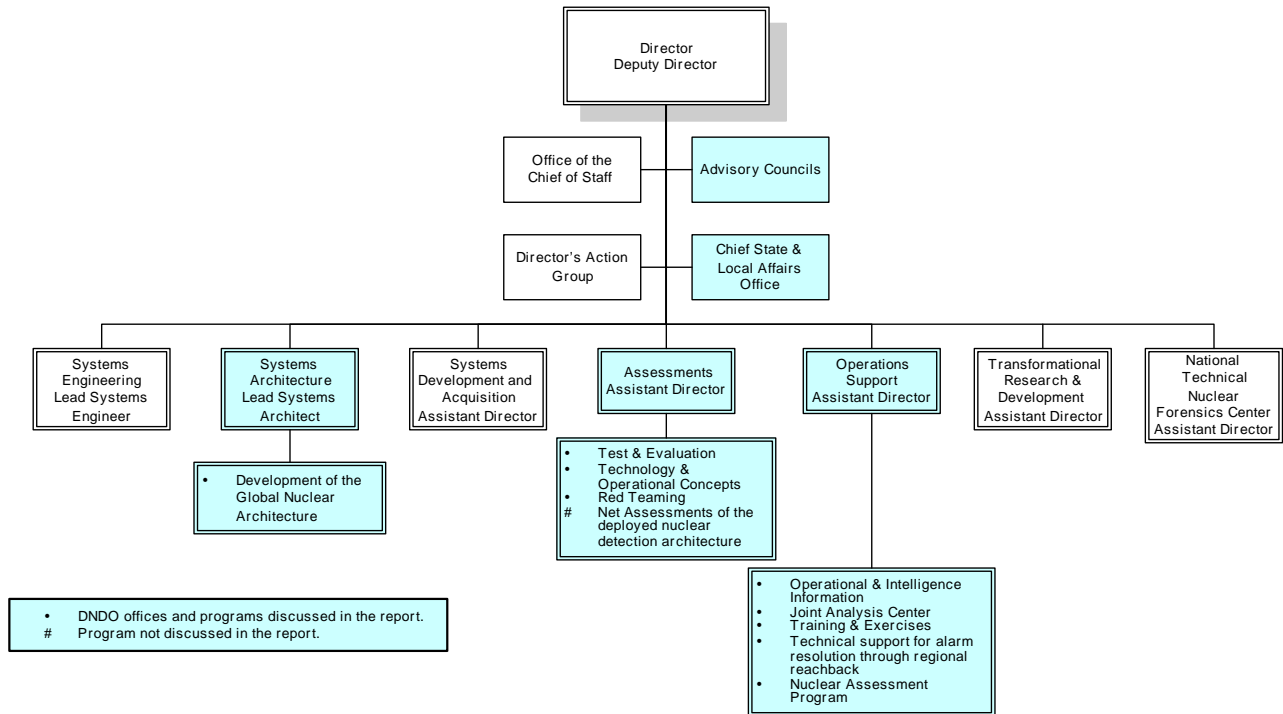 Director
Deputy Director
Office of the
Chief of Staff
Advisory Councils
Director's Action
Group
Chief State &
Local Affairs
Office
Systems
Engineering
Lead Systems
Engineer
Systems
Architecture
Lead Systems
Architect
Systems
Development and
Acquisition
Assistant Director
Assessments
Assistant Director
Operations
Support
Assistant Director
Transformational
Research &
Development
Assistant Director
National
Technical
Nuclear
Forensics Center
Assistant Director
• Development of the
Global Nuclear
Architecture
• Test & Evaluation
• Technology &
Operational Concepts
• Red Teaming
# Net Assessments of the
deployed nuclear
detection architecture
• Operational & Intelligence
Information
• Joint Analysis Center
• Training & Exercises
• Technical support for alarm
resolution through regional
reachback
• Nuclear Assessment
Program
• DNDO offices and programs discussed in the report.
# Program not discussed in the report.